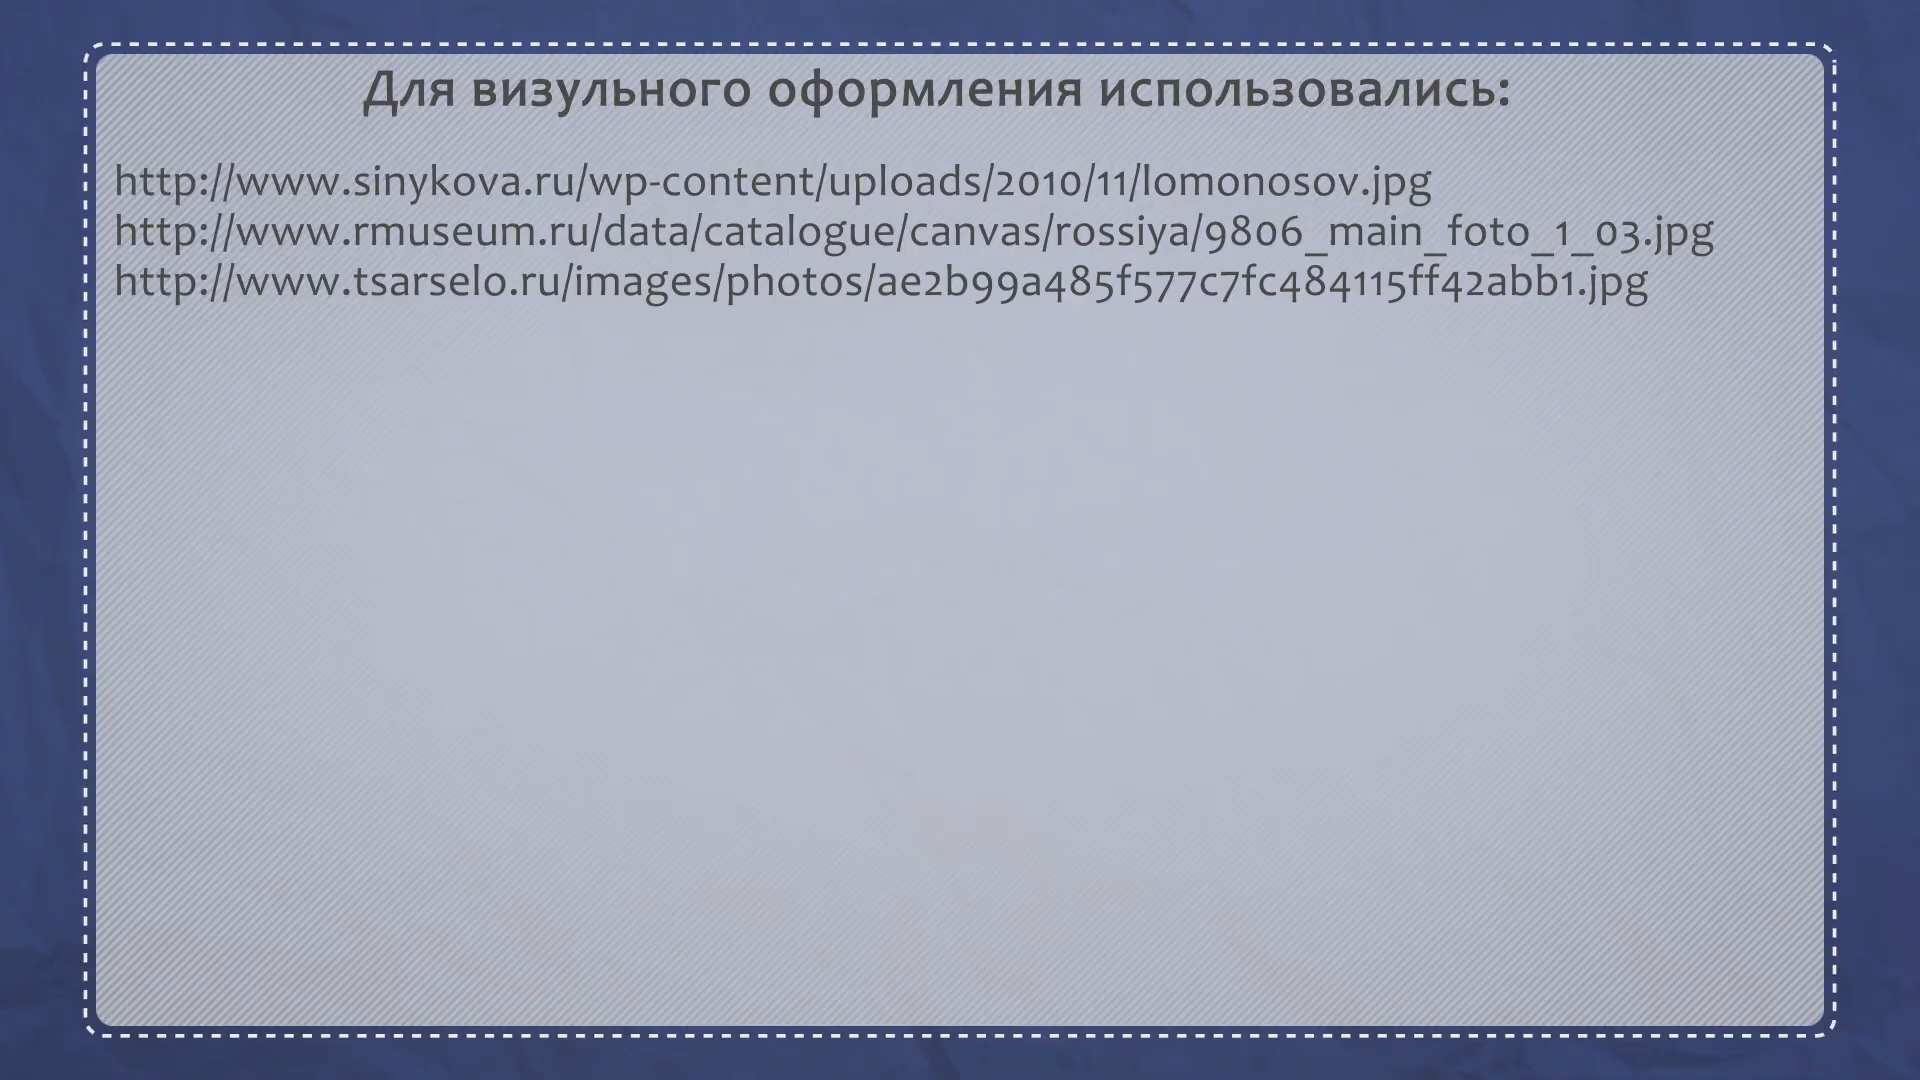 Для визульного оформления использовались:
http://www.sinykova.ru/wp-content/uploads/2010/11/lomonosov.jpg
http://www.rmuseum.ru/data/catalogue/canvas/rossiya/9806_main_foto_1_03.jpg
http://www.tsarselo.ru/images/photos/ae2b99a485f577c7fc484115ff42abb1.jpg